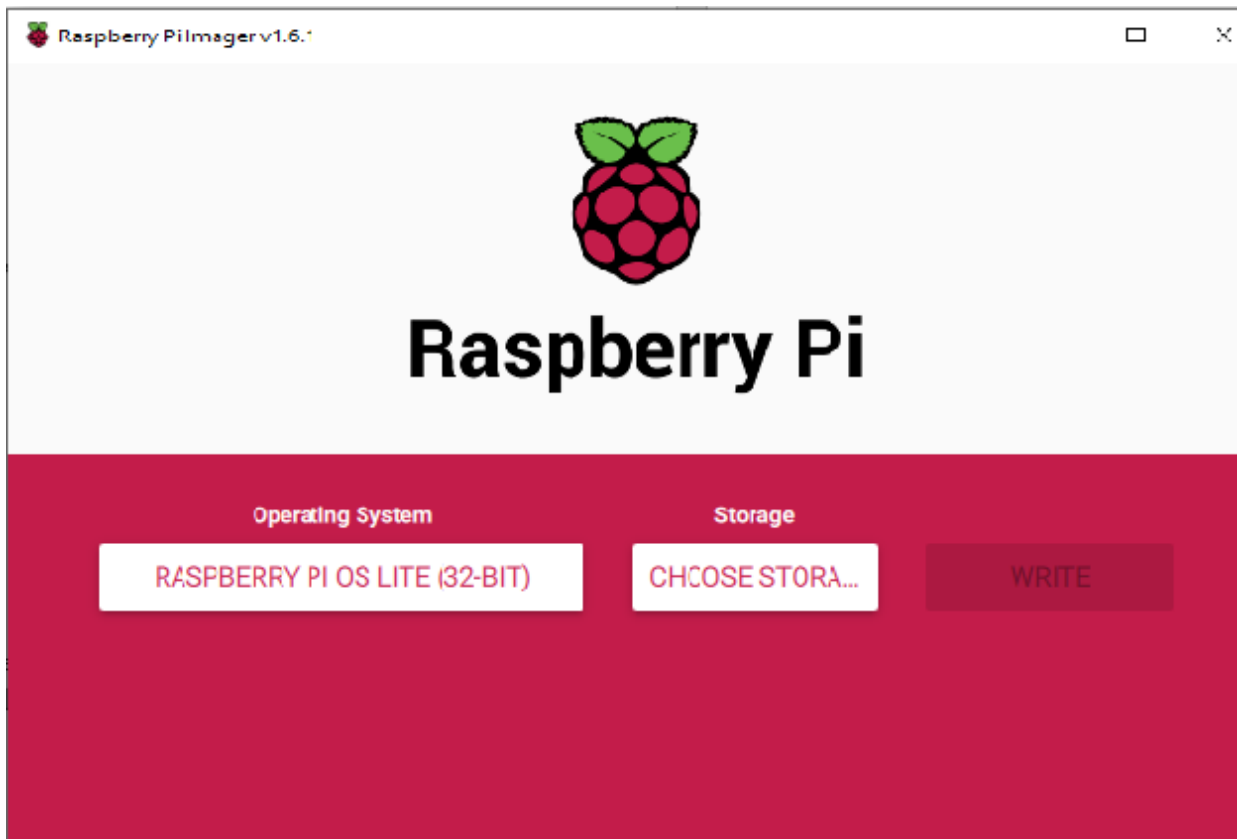 Raspberry Pi Imager v1.6.1
Raspberry Pi
Operating System
Storage
RASPBERRY PI OS LITE (32-BIT)
CHOOSE STORA...
WRITE